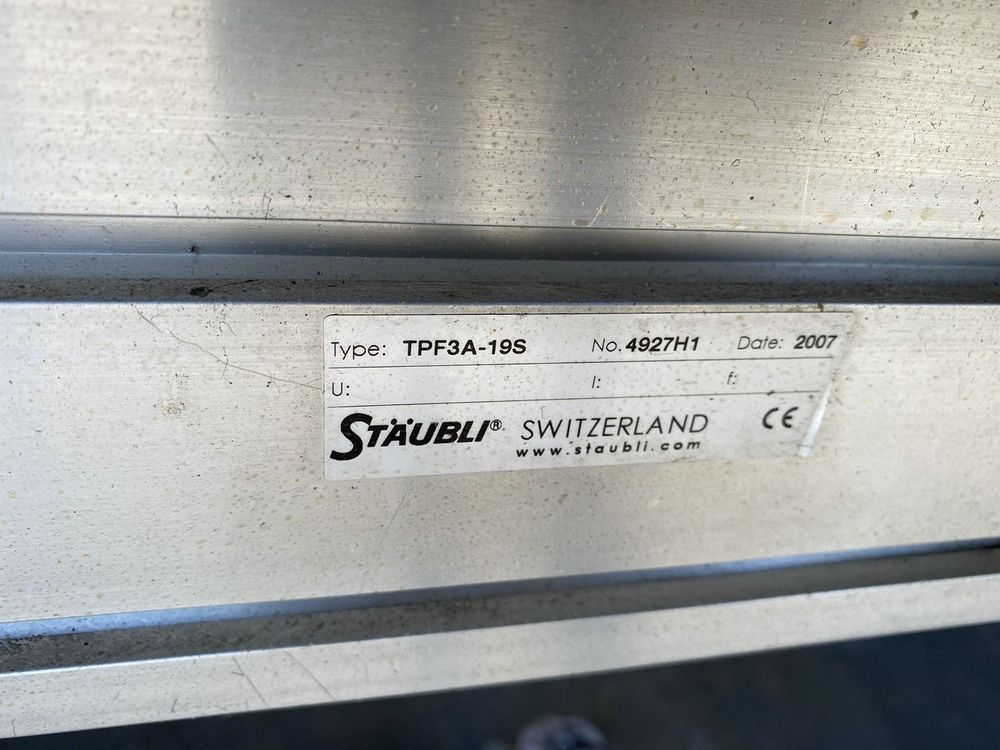 Type: TPF3A-19S No. 4927H1 Date: 2007
U: I: f:
STÄUBLI® SWITZERLAND CE
www.staubli.com